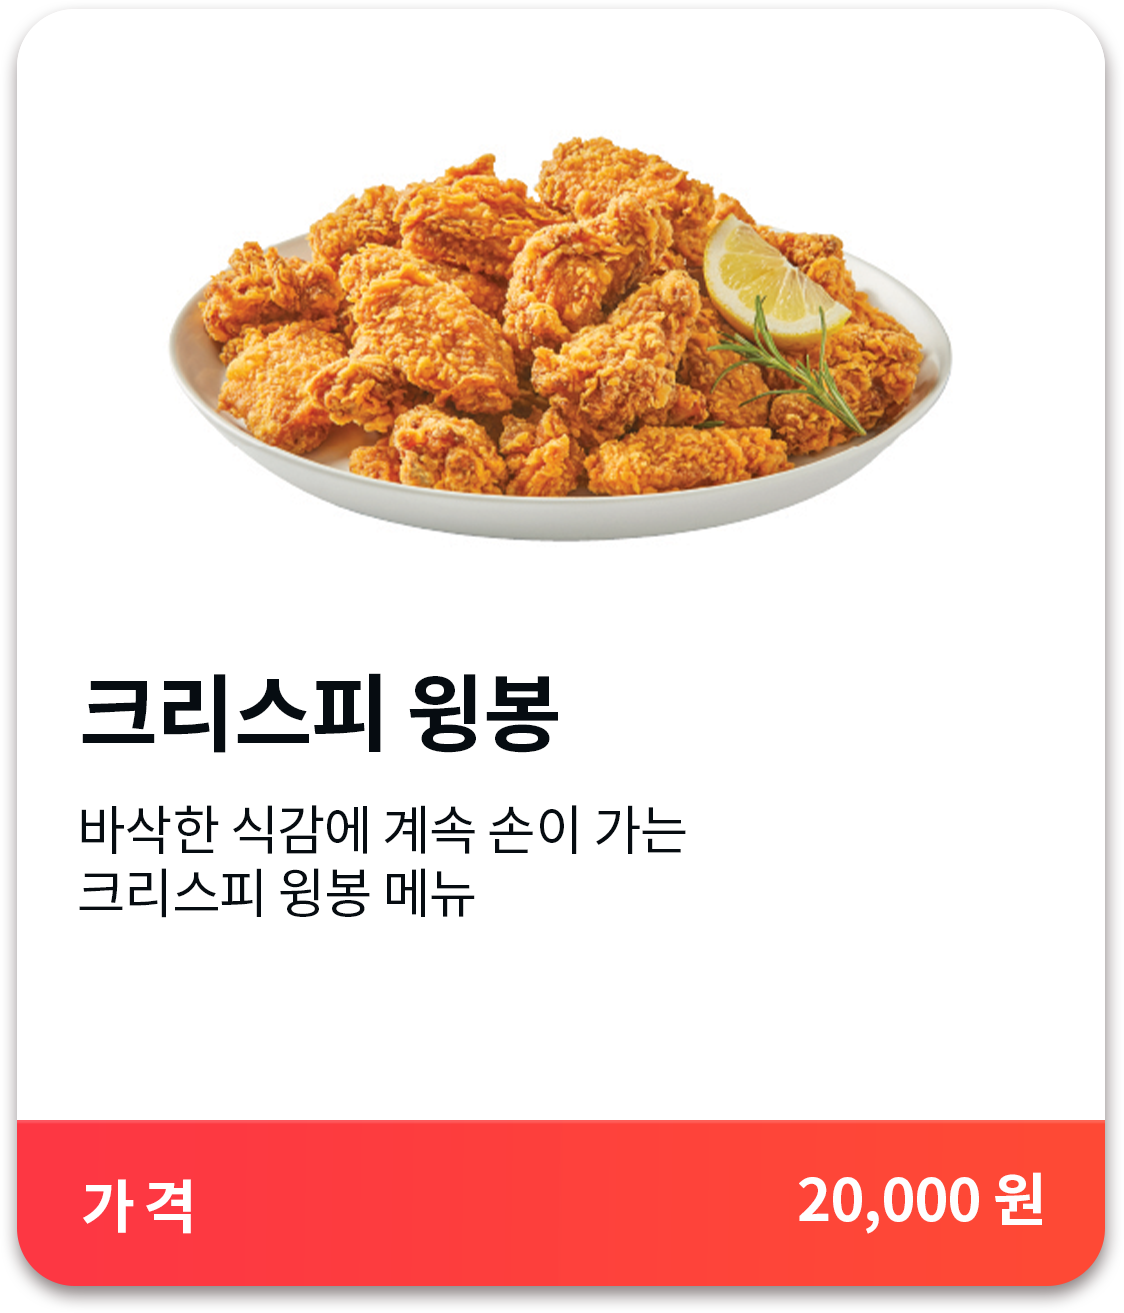 크리스피 윙봉
바삭한 식감에 계속 손이 가는
크리스피 윙봉 메뉴
가 격
20,000 원